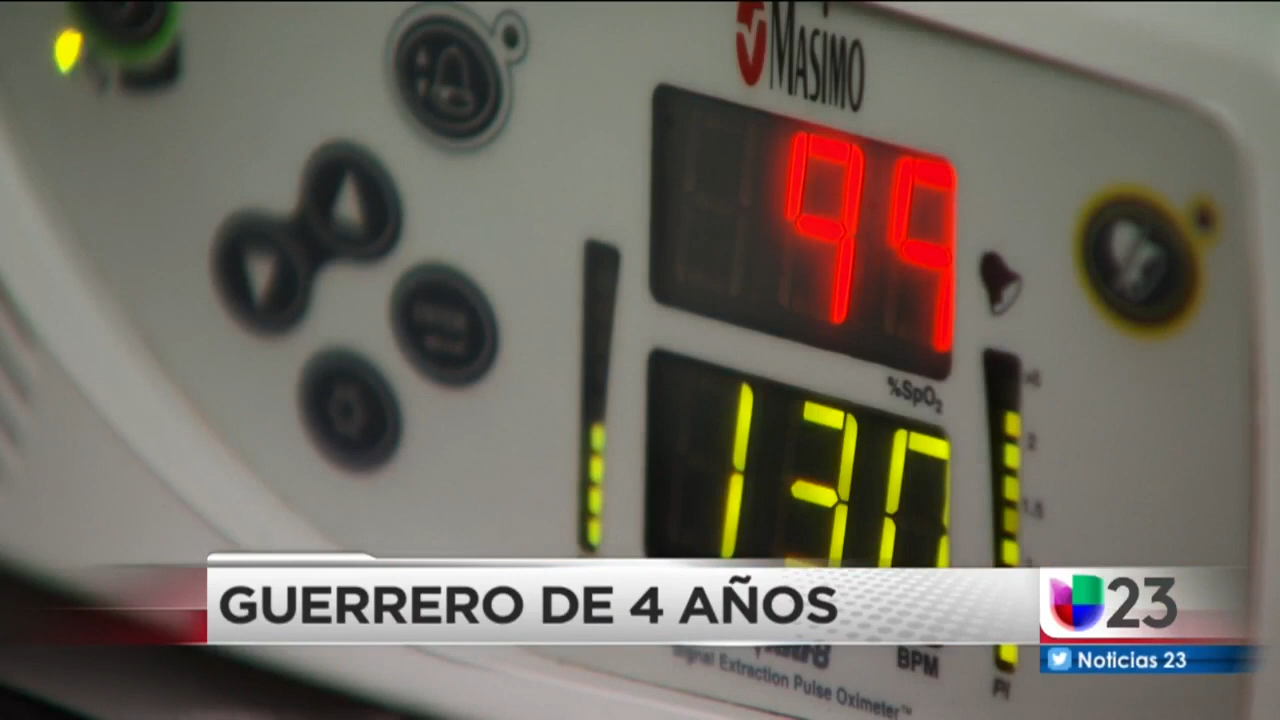 MASIMO
99
%SpO₂
130
2
1.5
GUERRERO DE 4 AÑOS
23
BPM
Signal Extraction Pulse Oximeter™
PI
Noticias 23